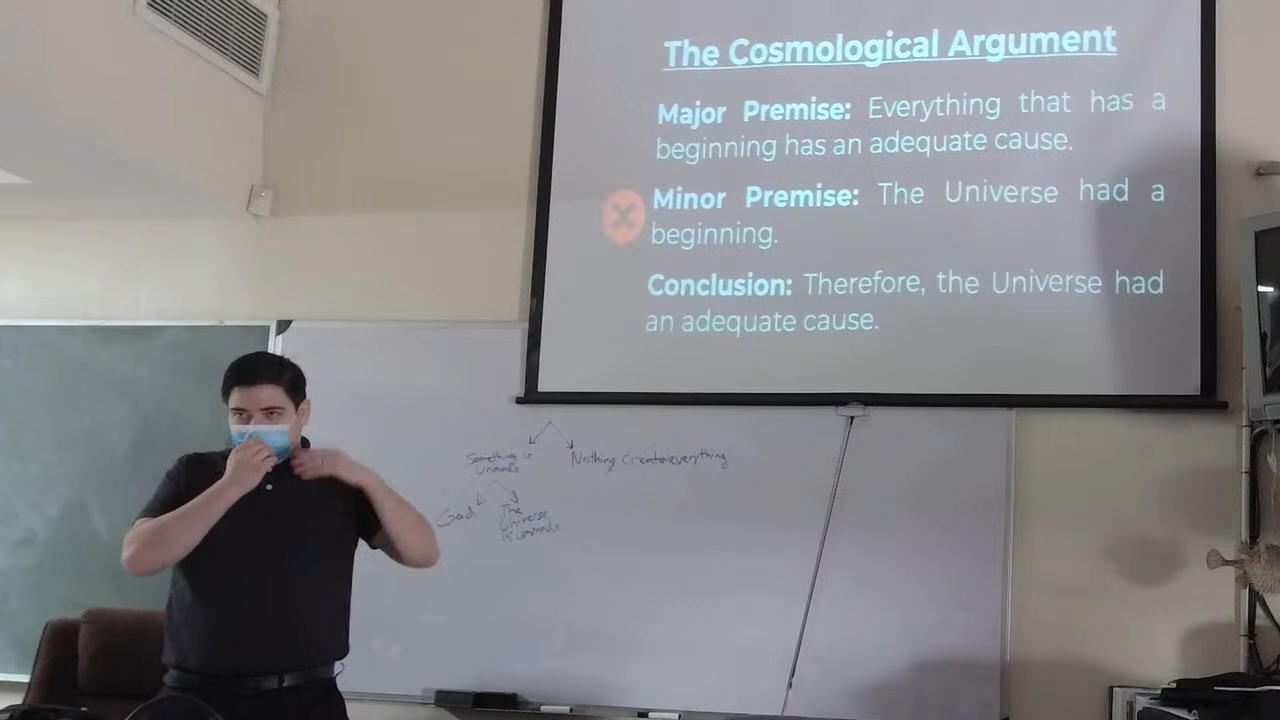 The Cosmological Argument
Major Premise: Everything that has a
beginning has an adequate cause.
Minor Premise: The Universe had a
beginning.
Conclusion: Therefore, the Universe had
an adequate cause.
Something is
unmade
Nothing created everything
God
The
Universe
is unmade